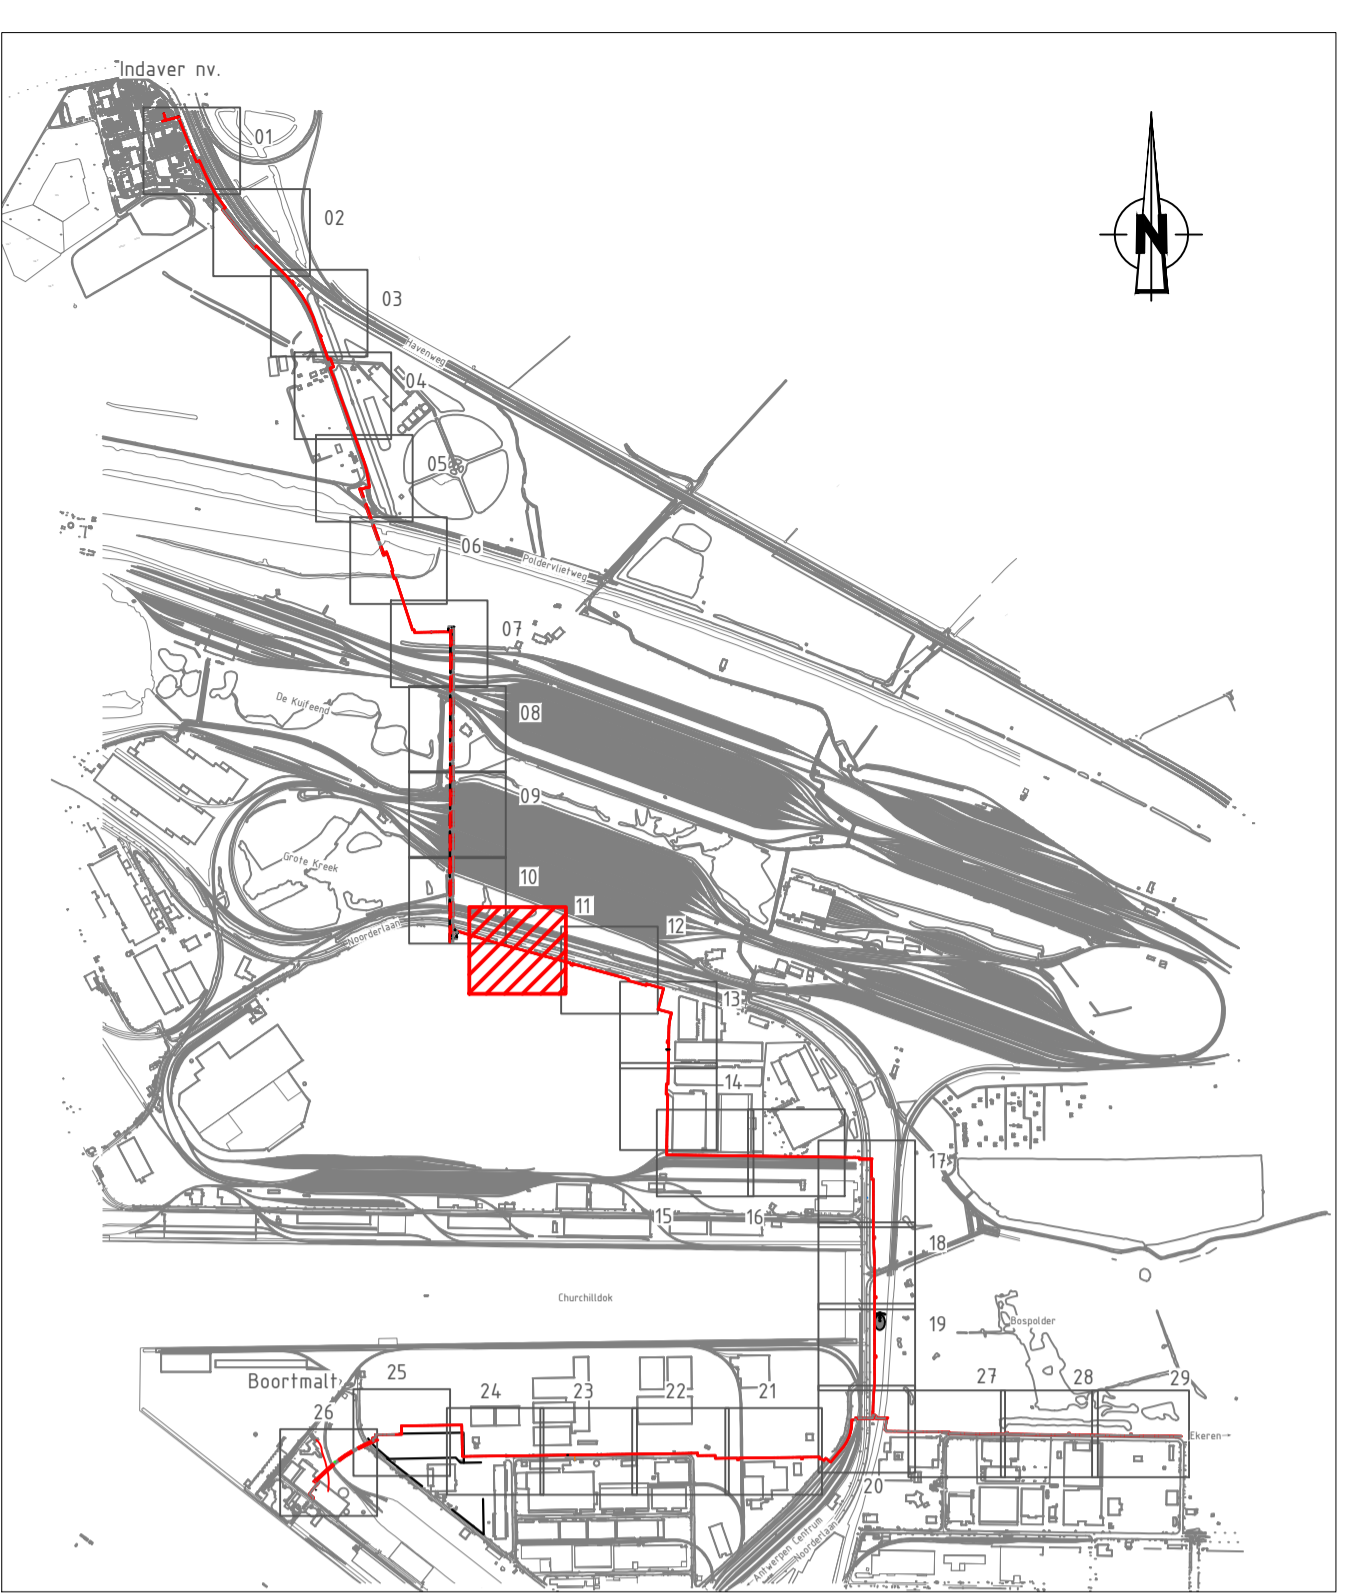 Indaver nv.
01
02
N
03
Havenweg
04
05
06
Poldervlietweg
07
De Kuifeend
08
09
Grote Kreek
10
11
12
Noorderlaan
13
14
17
15
16
18
Churchilldok
19
Bospolder
Boortmalt
25
24
23
22
21
27
28
29
26
Ekeren
20
Antwerpen Centrum
Noorderlaan